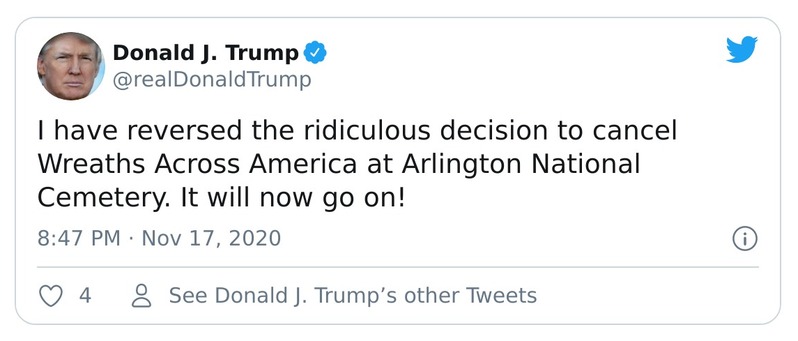 Donald J. Trump
@realDonaldTrump
I have reversed the ridiculous decision to cancel
Wreaths Across America at Arlington National
Cemetery. It will now go on!
8:47 PM · Nov 17, 2020
4
See Donald J. Trump’s other Tweets